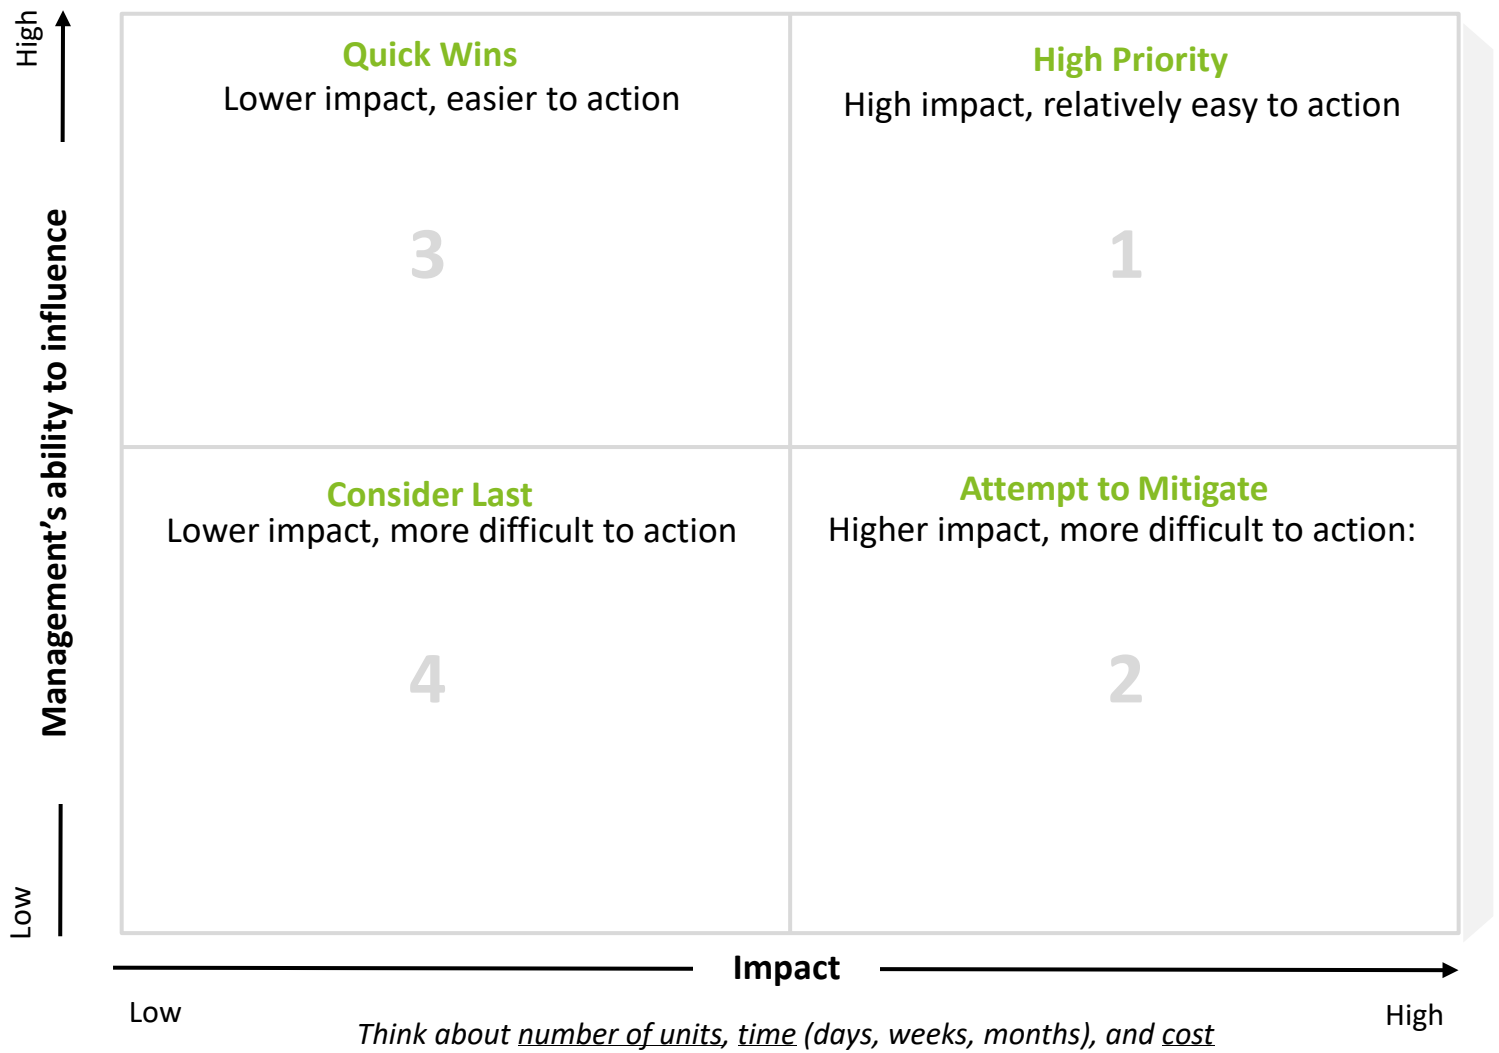 High
Quick Wins
Lower impact, easier to action
3
High Priority
High impact, relatively easy to action
1
Management's ability to influence
Consider Last
Lower impact, more difficult to action
4
Attempt to Mitigate
Higher impact, more difficult to action:
2
Low
Impact
Low
High
Think about number of units, time (days, weeks, months), and cost